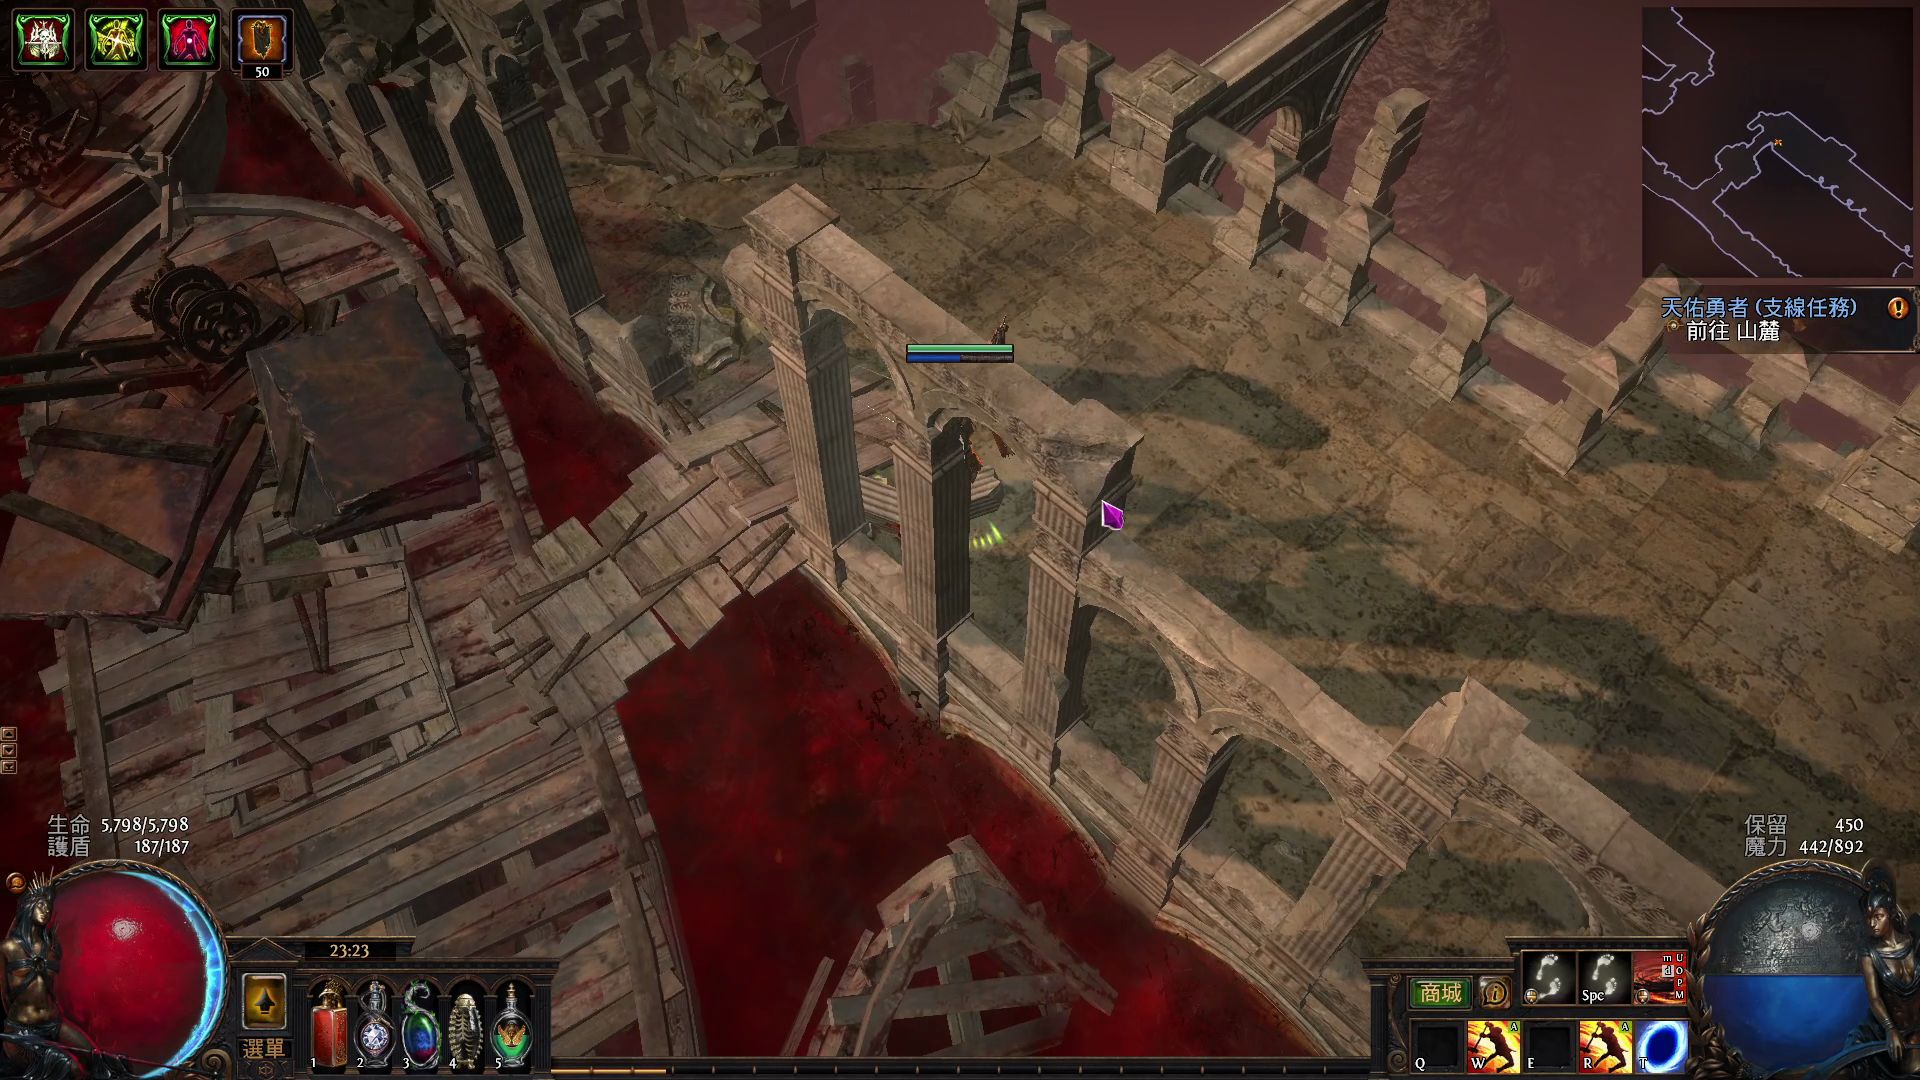 50
天佑勇者 (支線任務)
前往 山麓
生命 5,798/5,798
護盾 187/187
保留 450
魔力 442/892
23:23
選單
1
2
3
4
5
商城
Spc
Q
W
A
E
R
A
T